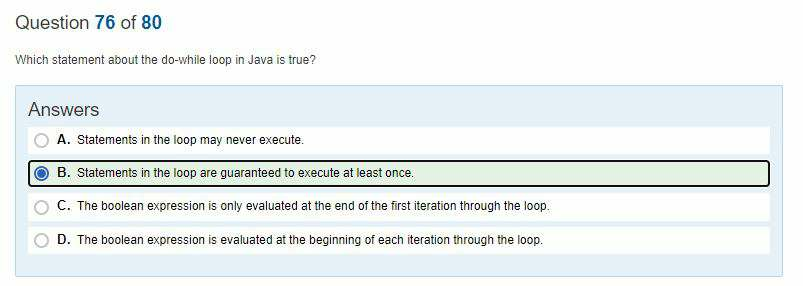 Question 76 of 80
Which statement about the do-while loop in Java is true?
Answers
A. Statements in the loop may never execute.
B. Statements in the loop are guaranteed to execute at least once.
C. The boolean expression is only evaluated at the end of the first iteration through the loop.
D. The boolean expression is evaluated at the beginning of each iteration through the loop.